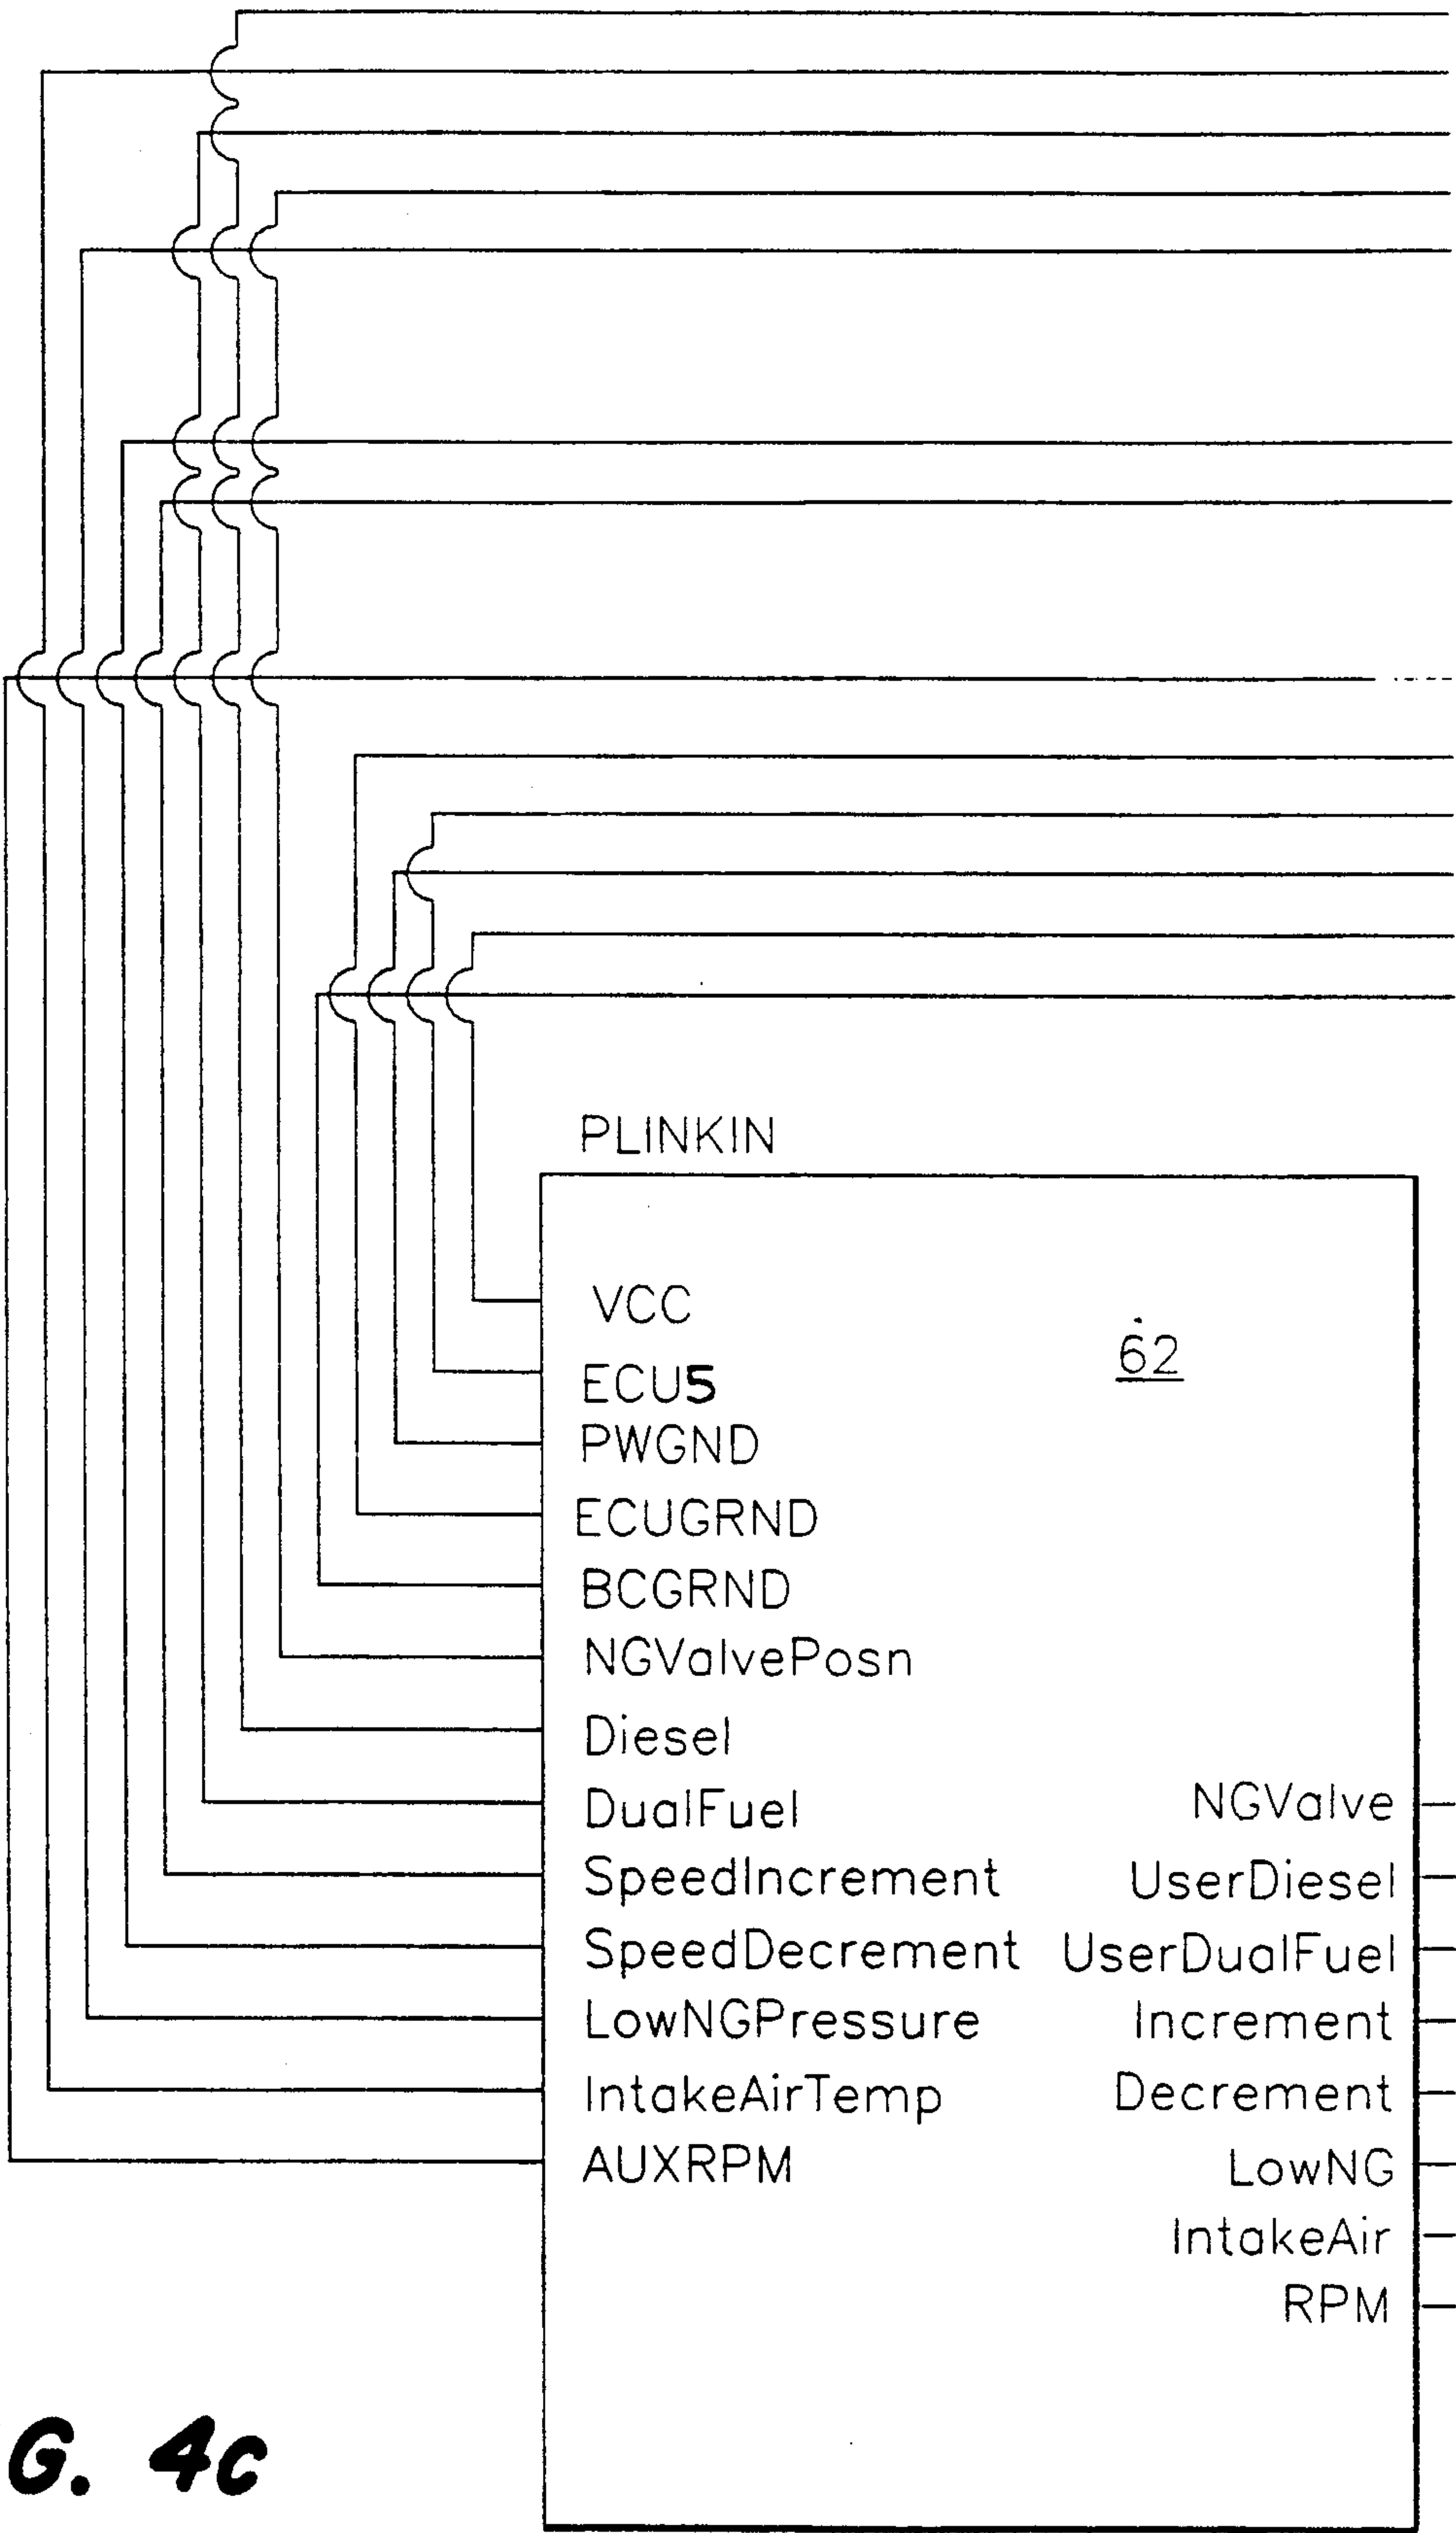 PLINKIN
VCC
62
ECU5
PWGND
ECUGRND
BCGRND
NGValvePosn
Diesel
DualFuel NGValve
SpeedIncrement UserDiesel
SpeedDecrement UserDualFuel
LowNGPressure Increment
IntakeAirTemp Decrement
AUXRPM LowNG
IntakeAir
RPM
G. 4c